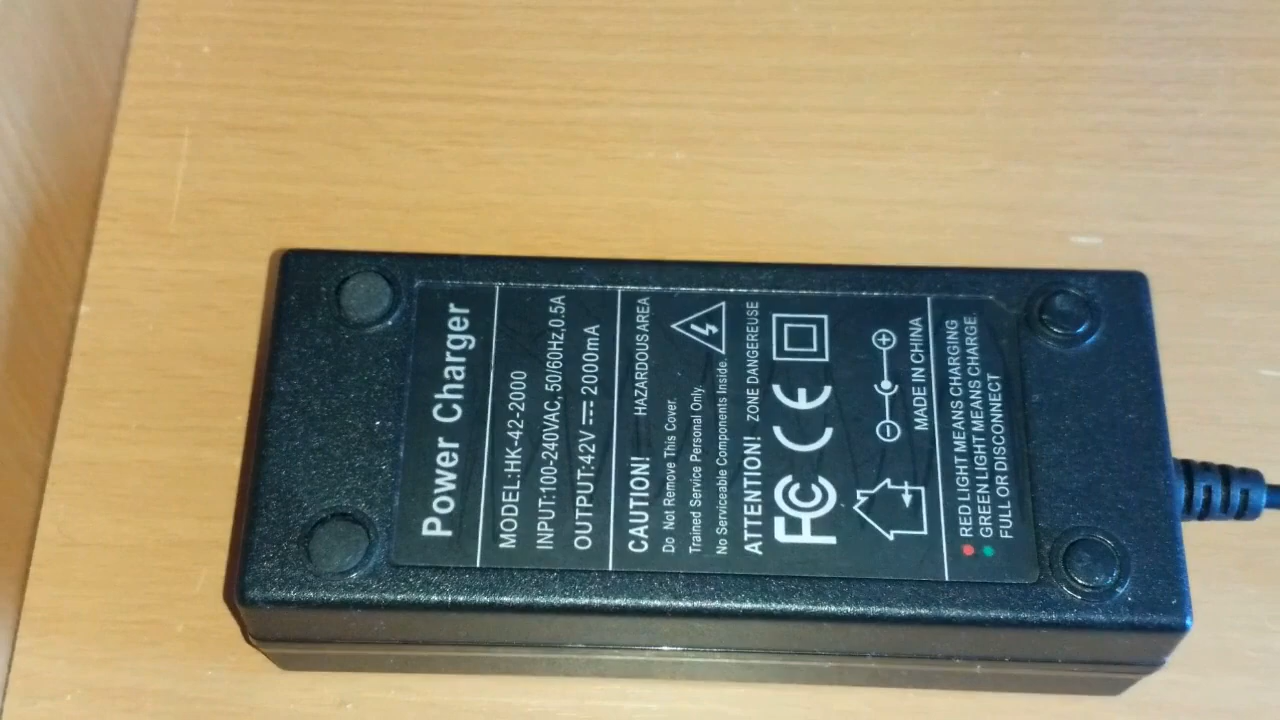 Power Charger
MODEL:HK-42-2000
INPUT:100-240VAC, 50/60Hz,0.5A
OUTPUT:42V ⎓ 2000mA
CAUTION! HAZARDOUS AREA
Do Not Remove This Cover.
Trained Service Personal Only.
No Serviceable Components Inside.
ATTENTION! ZONE DANGEREUSE
FC CE
MADE IN CHINA
RED LIGHT MEANS CHARGING
GREEN LIGHT MEANS CHARGE
FULL OR DISCONNECT